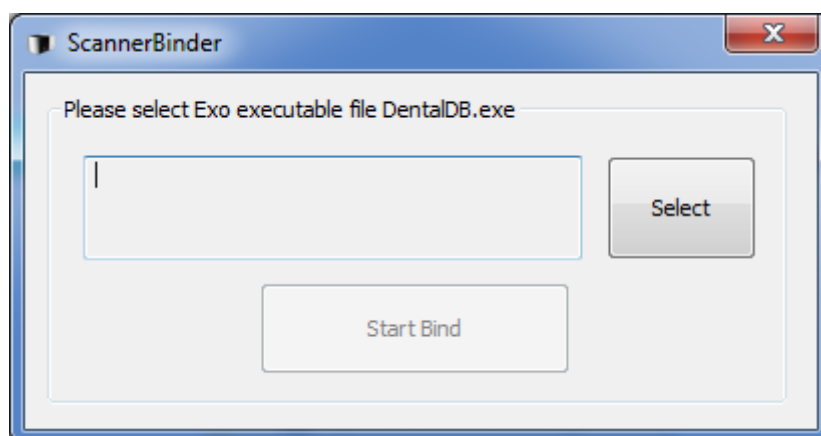 ScannerBinder
Please select Exo executable file DentalDB.exe
Select
Start Bind